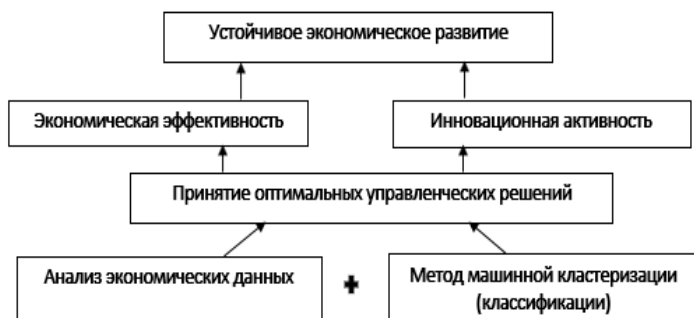 Устойчивое экономическое развитие
Экономическая эффективность
Инновационная активность
Принятие оптимальных управленческих решений
Анализ экономических данных
+
Метод машинной кластеризации
(классификации)